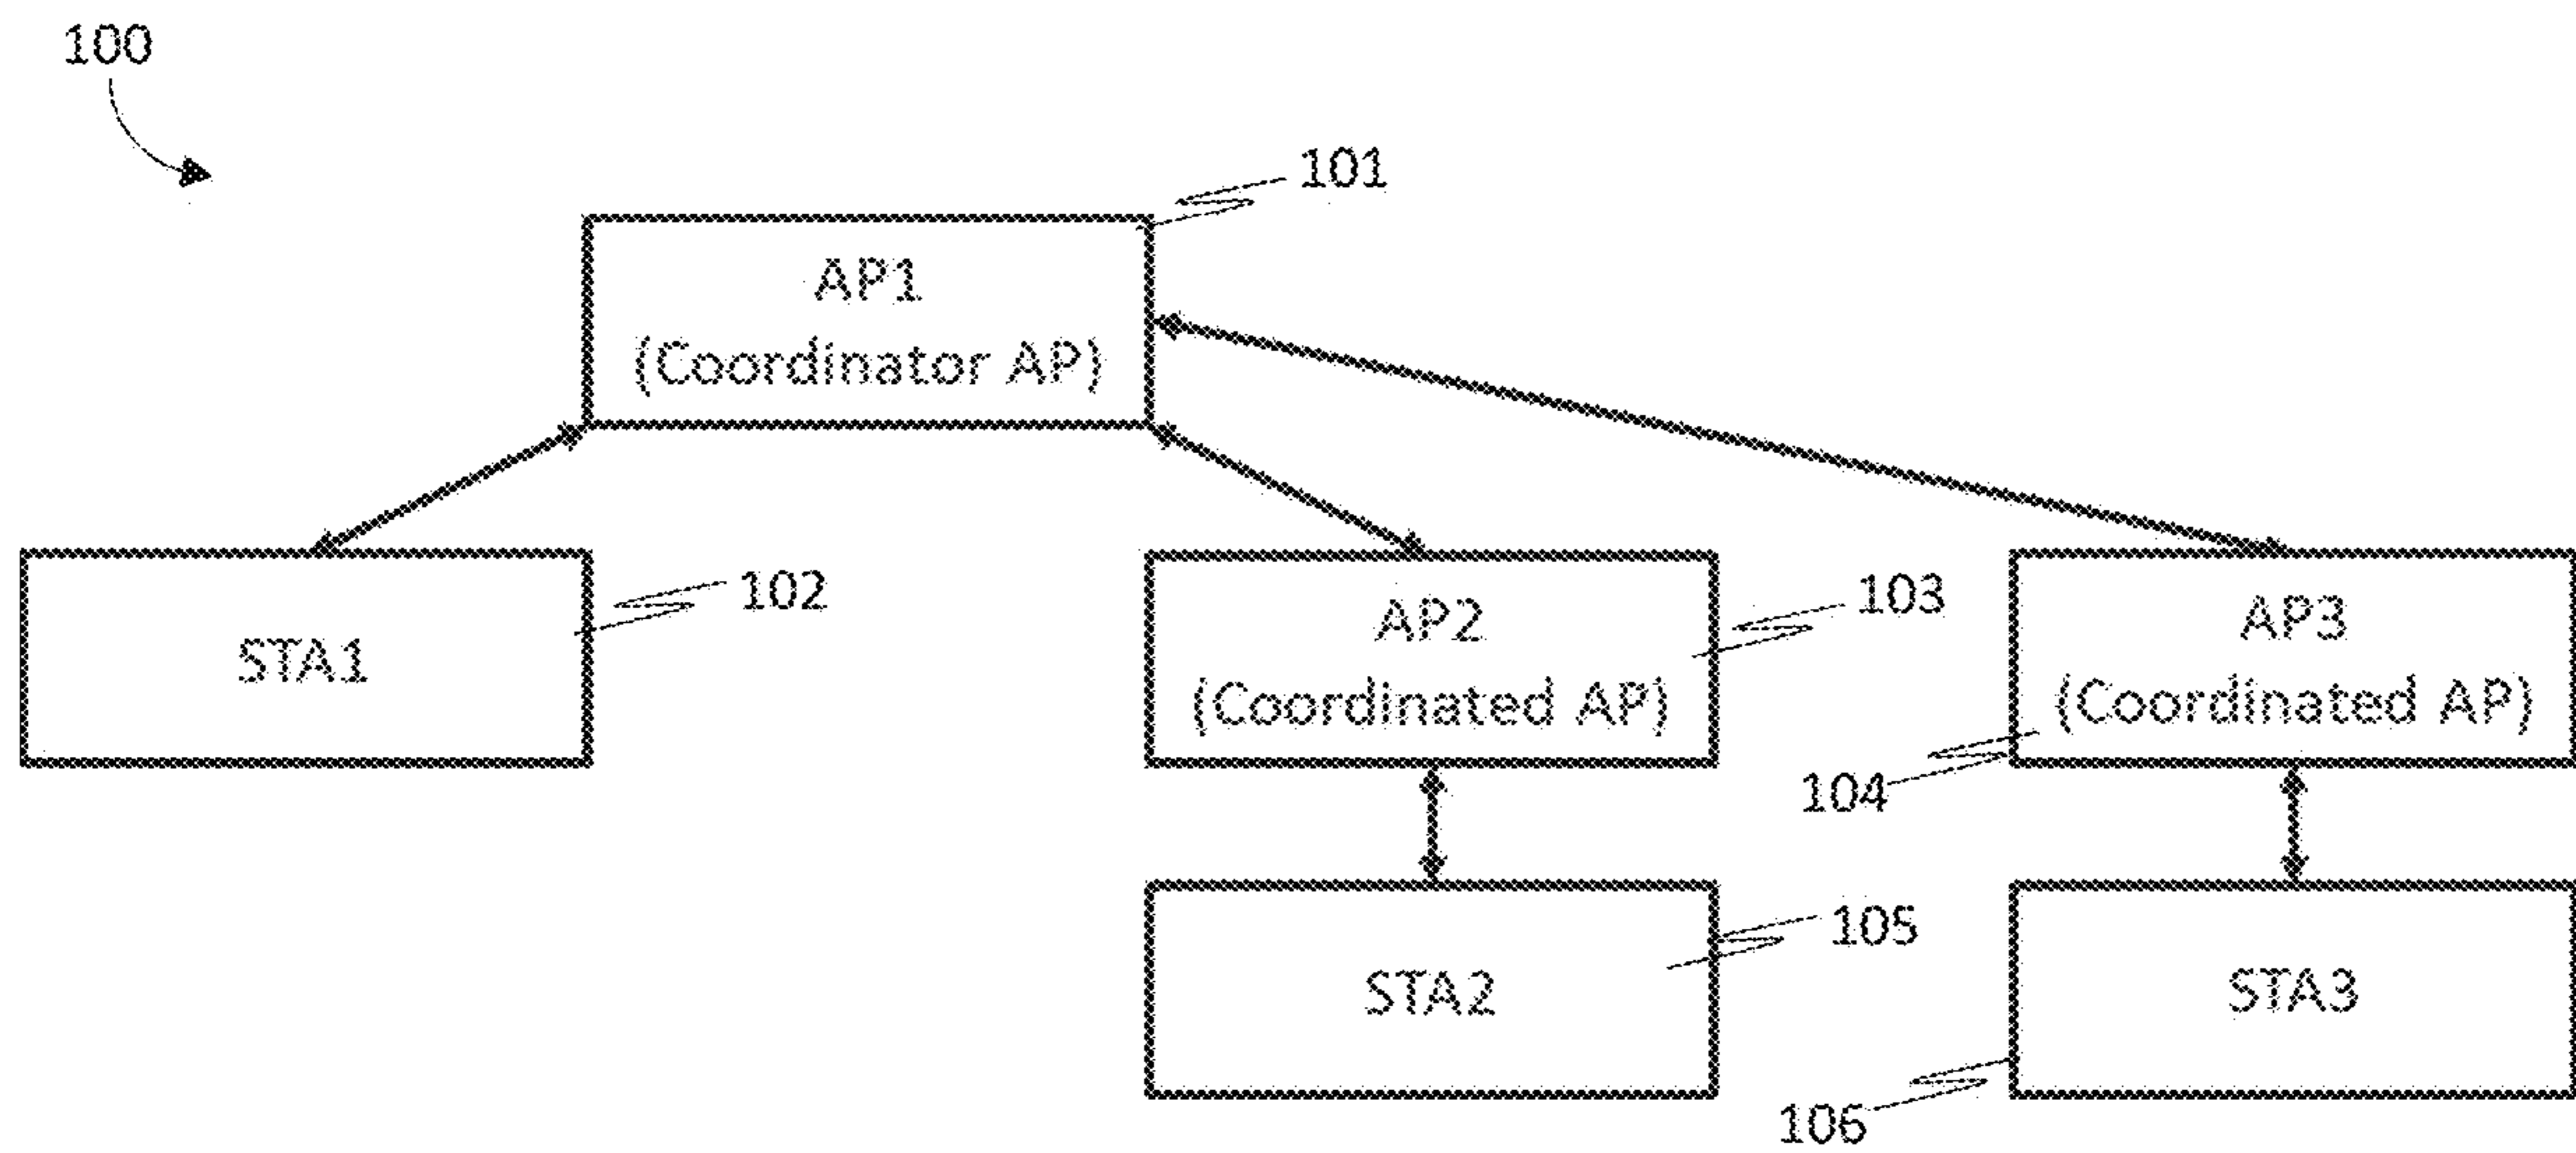 100
101
AP1
(Coordinator AP)
102
STA1
103
AP2
(Coordinated AP)
AP3
(Coordinated AP)
104
105
STA2
STA3
106